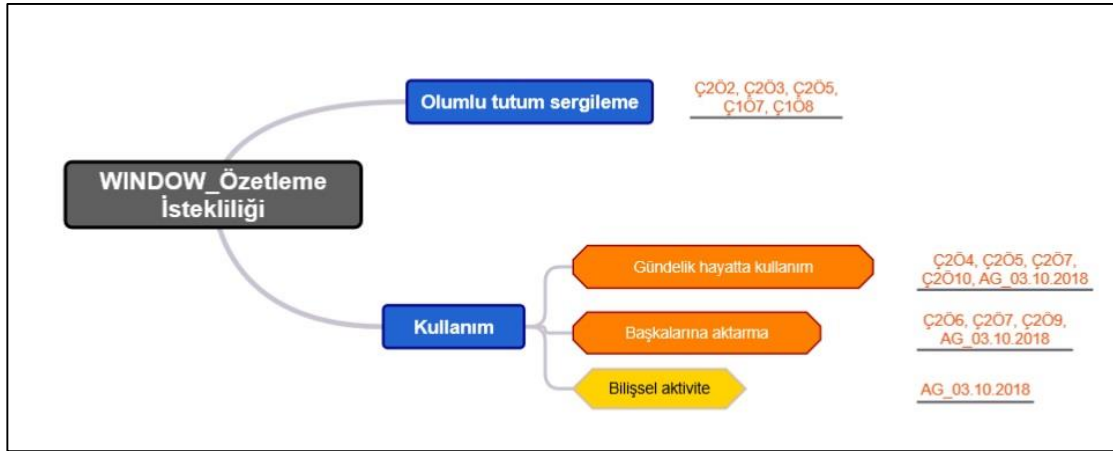 Olumlu tutum sergileme
Ç2Ö2, Ç2Ö3, Ç2Ö5,
Ç1Ö7, Ç1Ö8
WINDOW_Özetleme
İstekliliği
Gündelik hayatta kullanım
Ç2Ö4, Ç2Ö5, Ç2Ö7,
Ç2Ö10, AG_03.10.2018
Kullanım
Başkalarına aktarma
Ç2Ö6, Ç2Ö7, Ç2Ö9,
AG_03.10.2018
Bilişsel aktivite
AG_03.10.2018